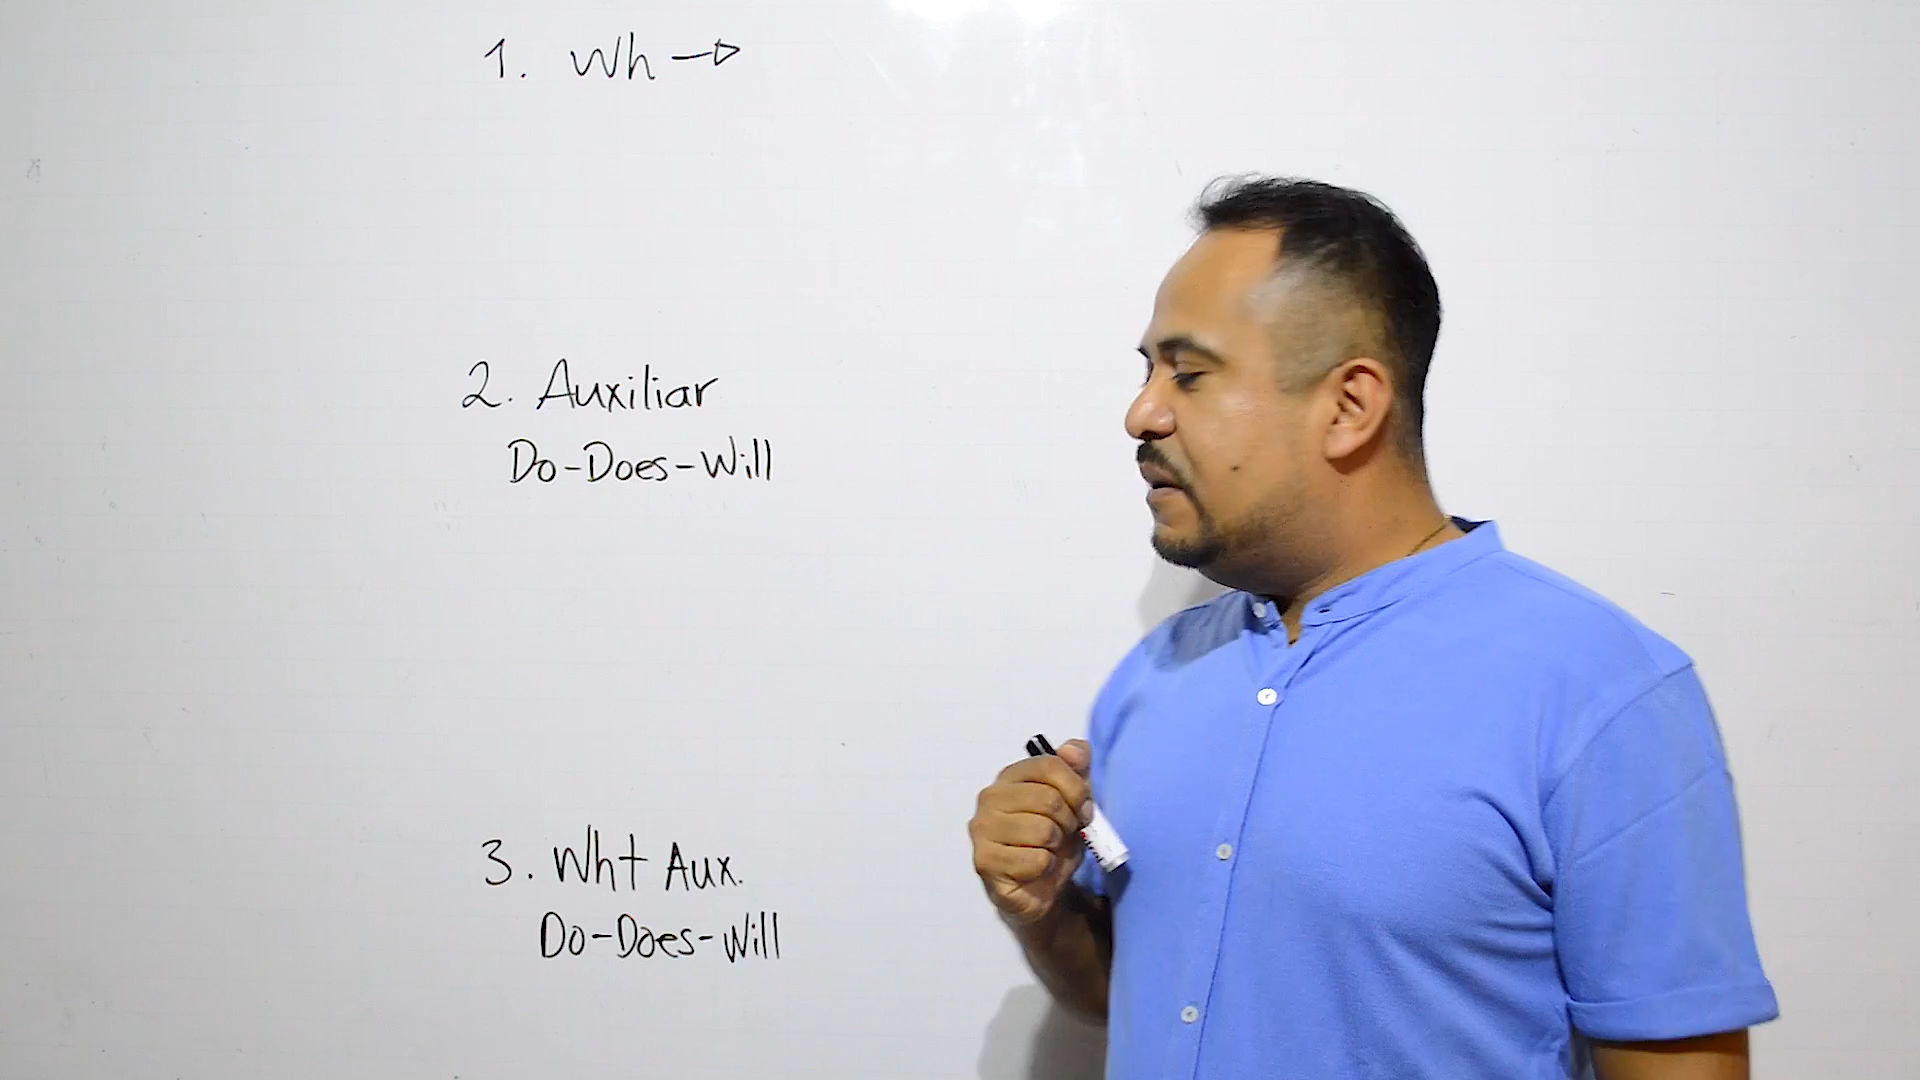 1. Wh →
2. Auxiliar
Do-Does-Will
3. Wh+ Aux.
Do-Does-Will